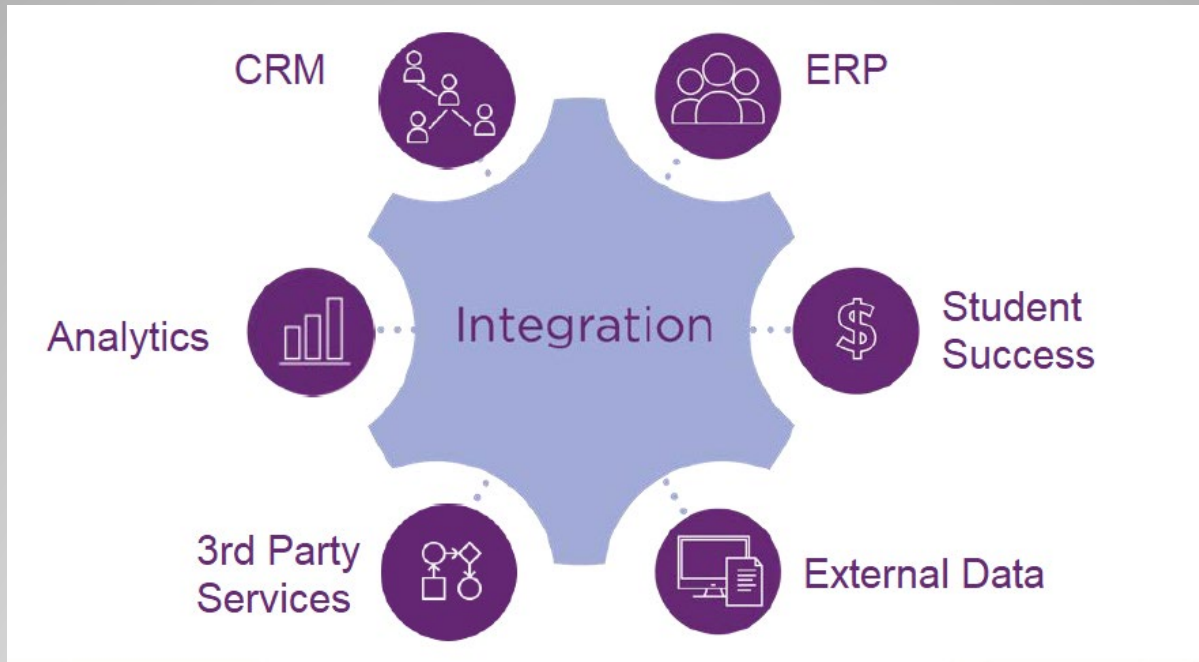 CRM
ERP
Analytics
Integration
Student
Success
3rd Party
Services
External Data
$